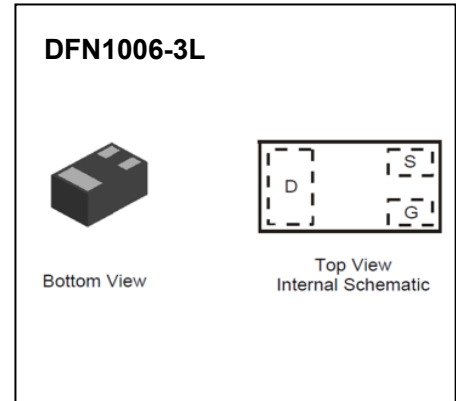 DFN1006-3L
D
S
G
Bottom View
Top View
Internal Schematic